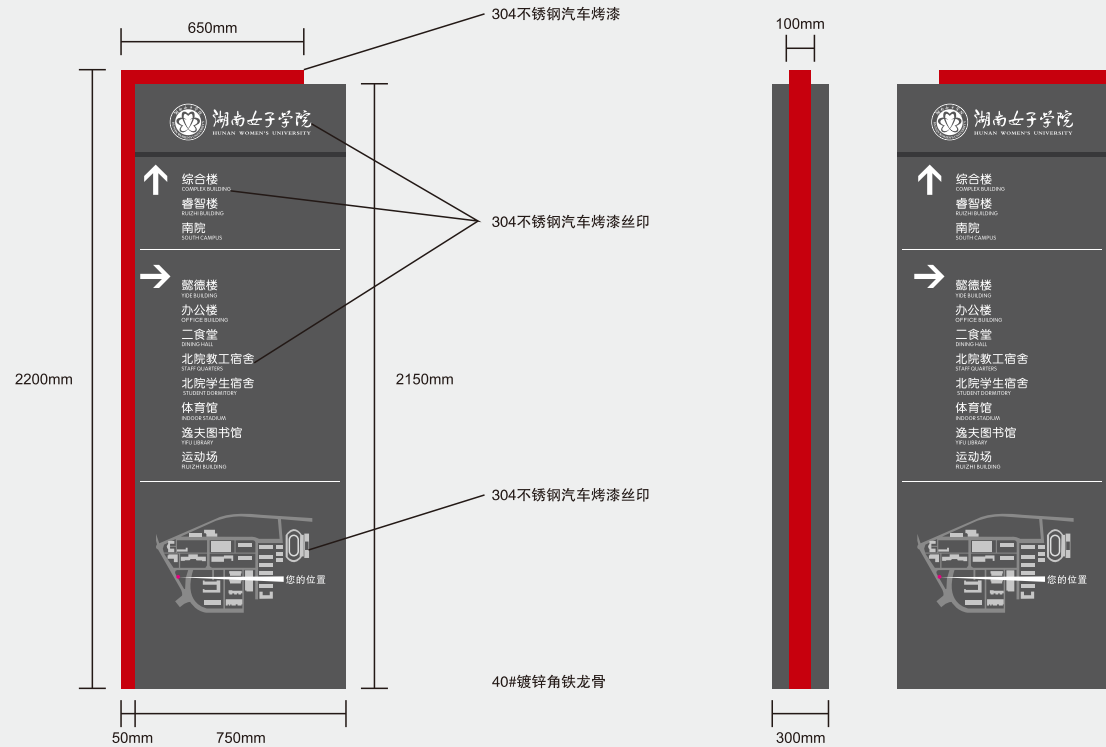 304不锈钢汽车烤漆
650mm
100mm
湖南女子学院
HUNAN WOMEN'S UNIVERSITY
综合楼
COMPLEX BUILDING
睿智楼
RUIZHI BUILDING
南院
SOUTH CAMPUS
304不锈钢汽车烤漆丝印
懿德楼
YIDE BUILDING
办公楼
OFFICE BUILDING
二食堂
DINING HALL
北院教工宿舍
STAFF QUARTERS
北院学生宿舍
STUDENT DORMITORY
体育馆
INDOOR STADIUM
逸夫图书馆
YIFU LIBRARY
运动场
RUIZHI BUILDING
2200mm
2150mm
304不锈钢汽车烤漆丝印
您的位置
40#镀锌角铁龙骨
50mm
750mm
300mm
湖南女子学院
HUNAN WOMEN'S UNIVERSITY
综合楼
COMPLEX BUILDING
睿智楼
RUIZHI BUILDING
南院
SOUTH CAMPUS
懿德楼
YIDE BUILDING
办公楼
OFFICE BUILDING
二食堂
DINING HALL
北院教工宿舍
STAFF QUARTERS
北院学生宿舍
STUDENT DORMITORY
体育馆
INDOOR STADIUM
逸夫图书馆
YIFU LIBRARY
运动场
RUIZHI BUILDING
您的位置